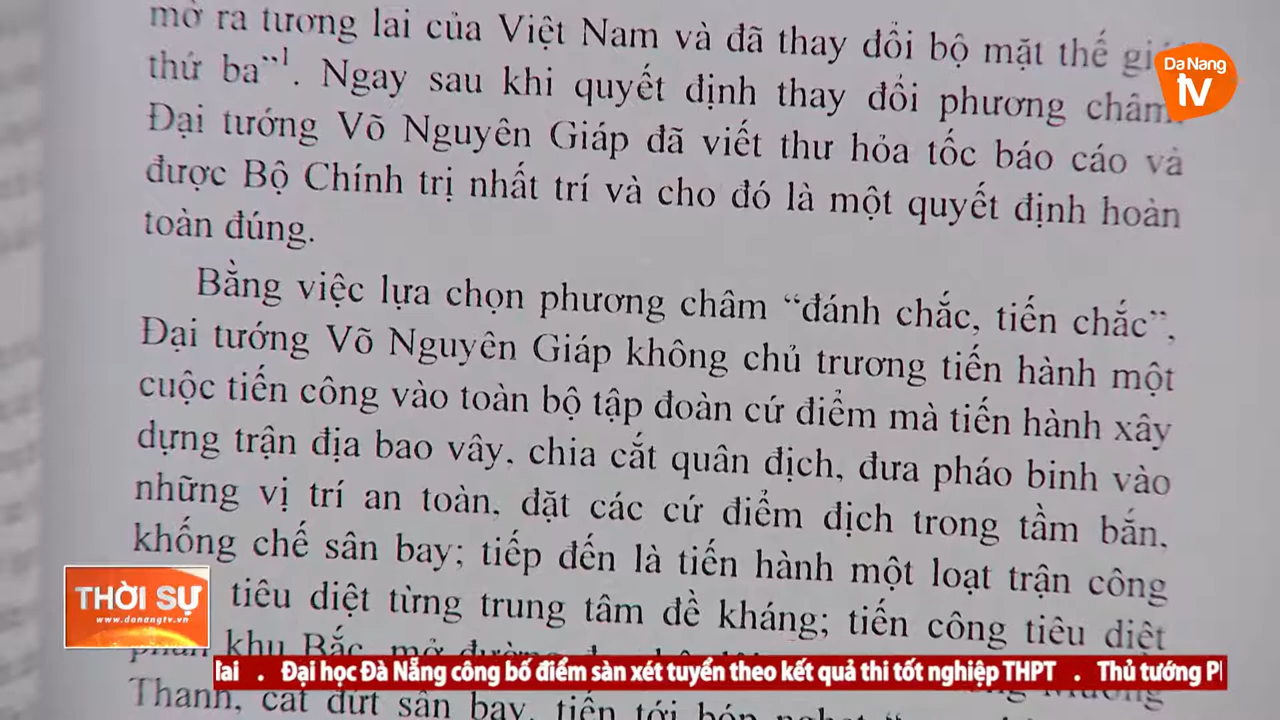 mở ra tương lai của Việt Nam và đã thay đổi bộ mặt thế
thứ ba”¹. Ngay sau khi quyết định thay đổi phương châm
Đại tướng Võ Nguyên Giáp đã viết thư hỏa tốc báo cáo và
được Bộ Chính trị nhất trí và cho đó là một quyết định hoàn
toàn đúng.
Bằng việc lựa chọn phương châm “đánh chắc, tiến chắc”,
Đại tướng Võ Nguyên Giáp không chủ trương tiến hành một
cuộc tiến công vào toàn bộ tập đoàn cứ điểm mà tiến hành xây
dựng trận địa bao vây, chia cắt quân địch, đưa pháo binh vào
những vị trí an toàn, đặt các cứ điểm địch trong tầm bắn,
khống chế sân bay; tiếp đến là tiến hành một loạt trận công
tiêu diệt từng trung tâm đề kháng; tiến công tiêu diệt
khu Bắc, mở đường
Thanh, cắt đứt sân bay, tiến tới bóp nghẹt
Da Nang
tv
THỜI SỰ
www.danangtv.vn
. Đại học Đà Nẵng công bố điểm sàn xét tuyển theo kết quả thi tốt nghiệp THPT . Thủ tướng